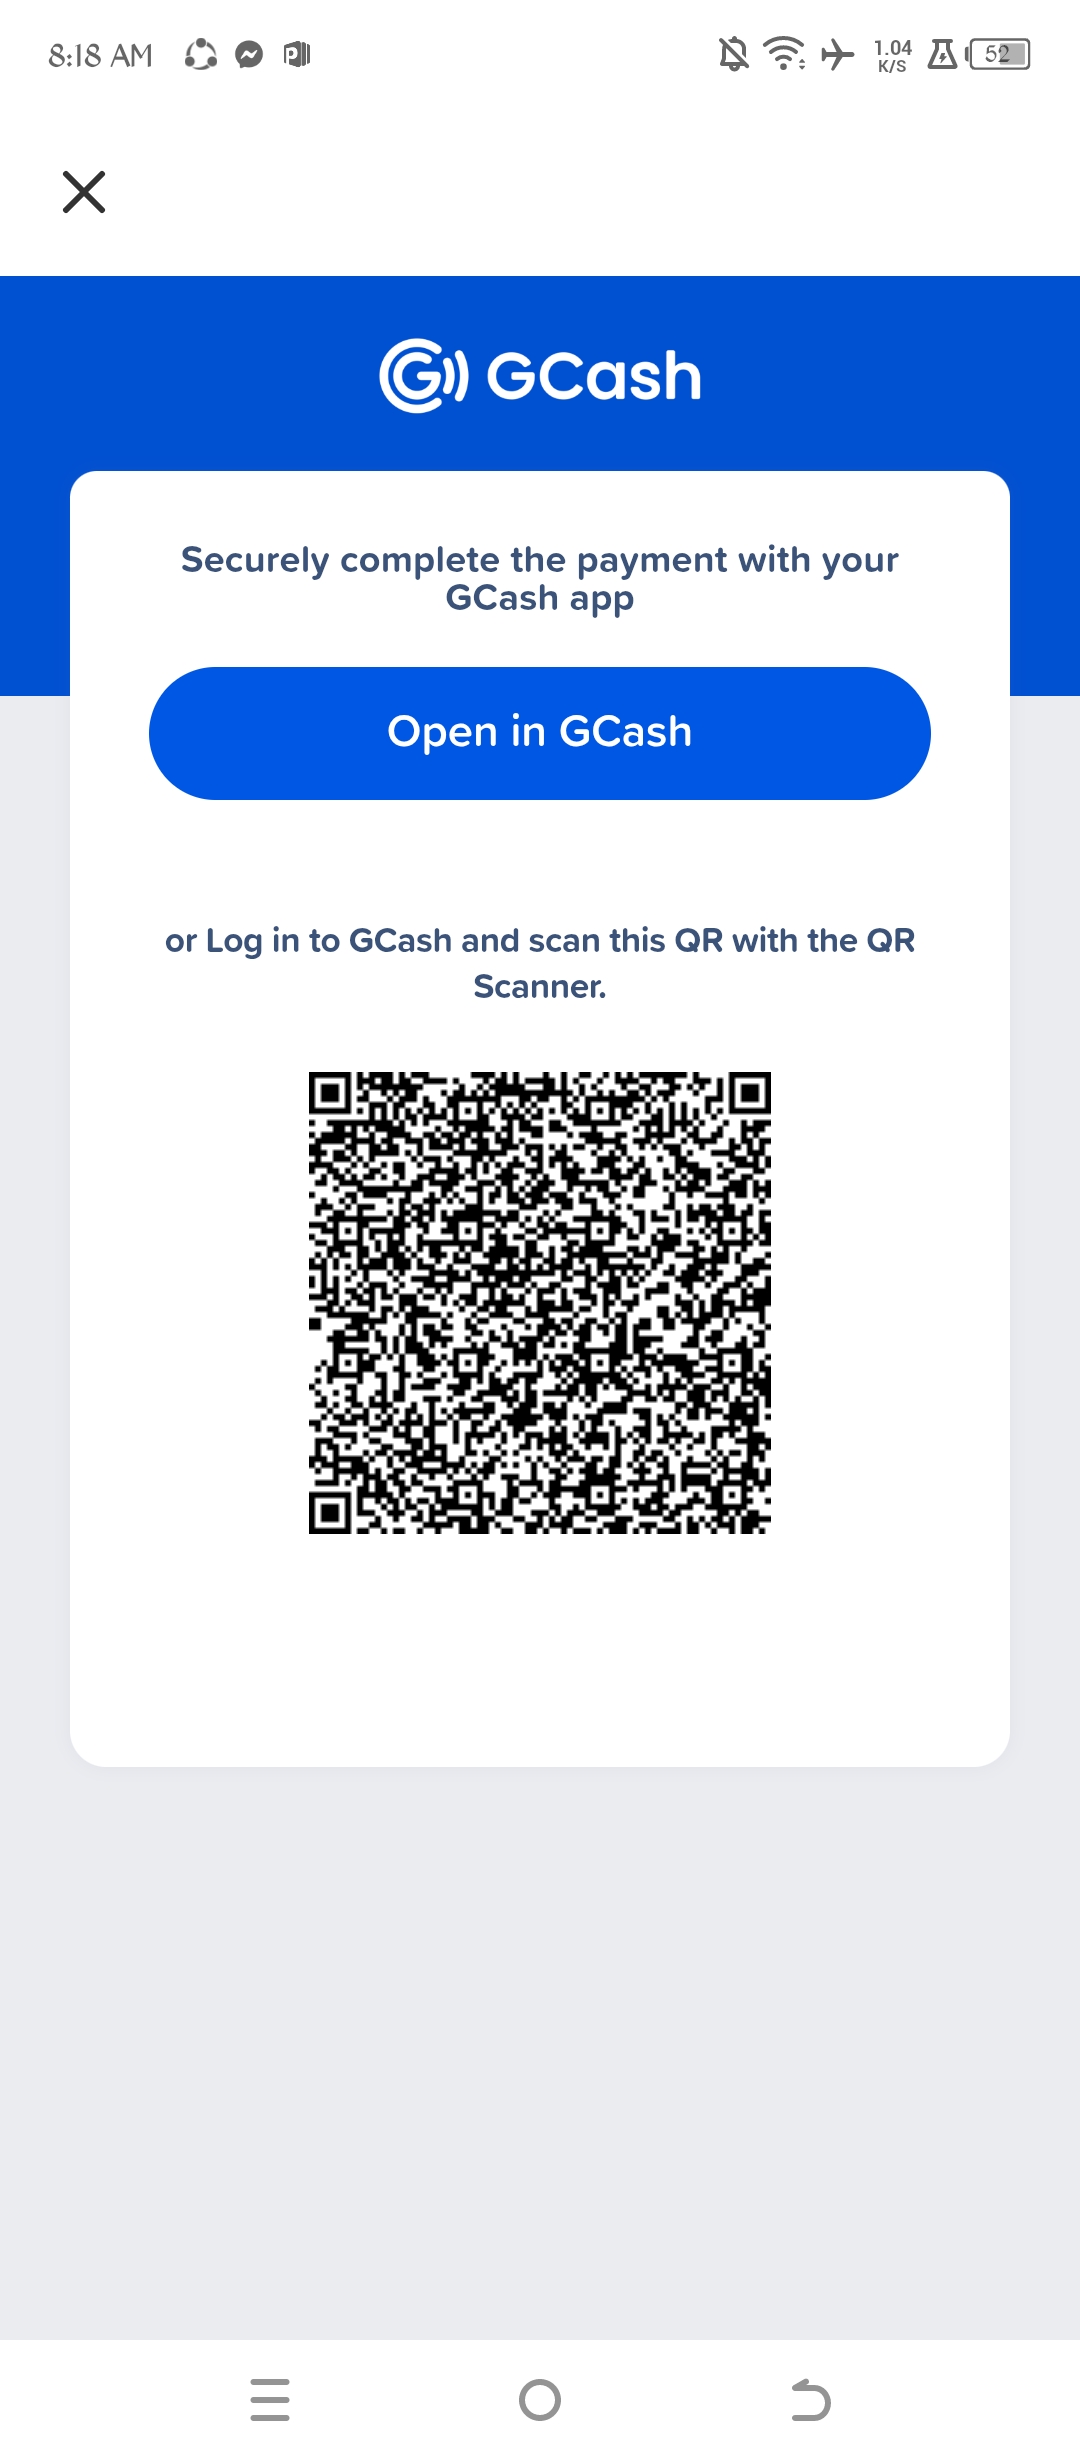 8:18 AM
1.04
K/S
52
GCash
Securely complete the payment with your
GCash app
Open in GCash
or Log in to GCash and scan this QR with the QR
Scanner.